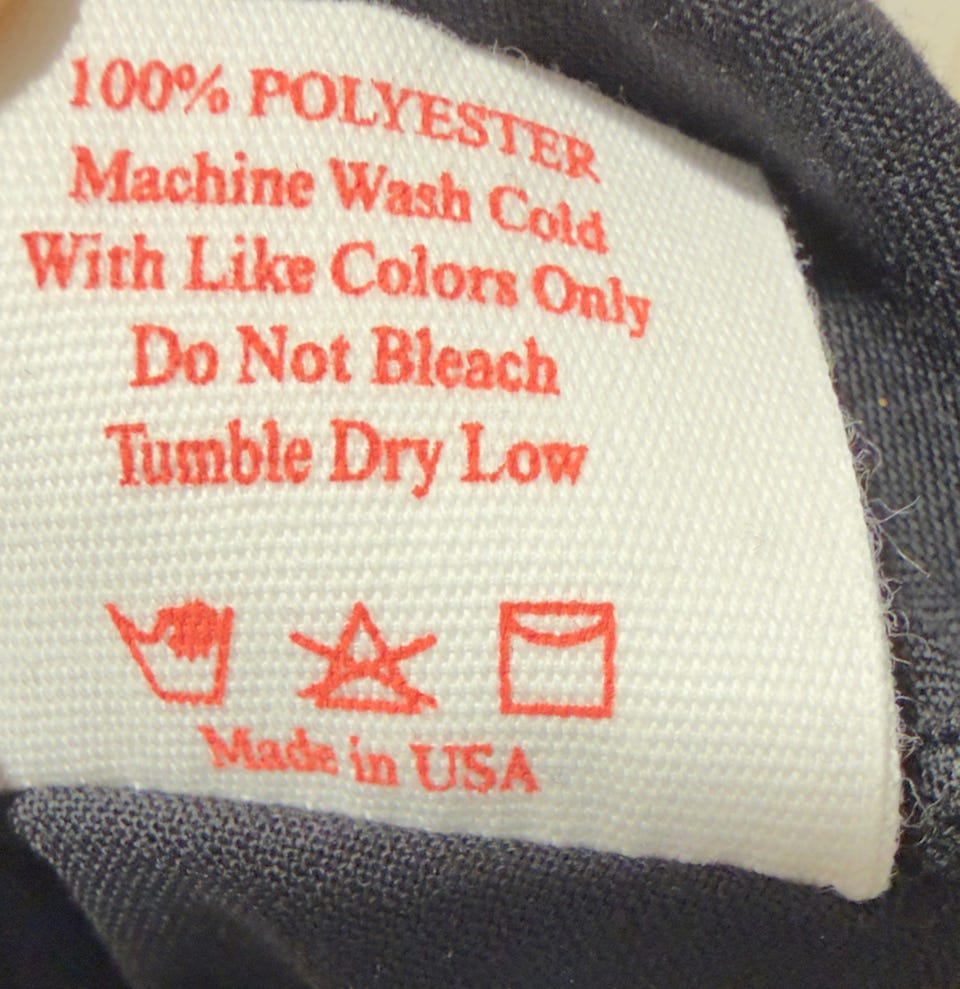 100% POLYESTER
Machine Wash Cold
With Like Colors Only
Do Not Bleach
Tumble Dry Low
Made in USA